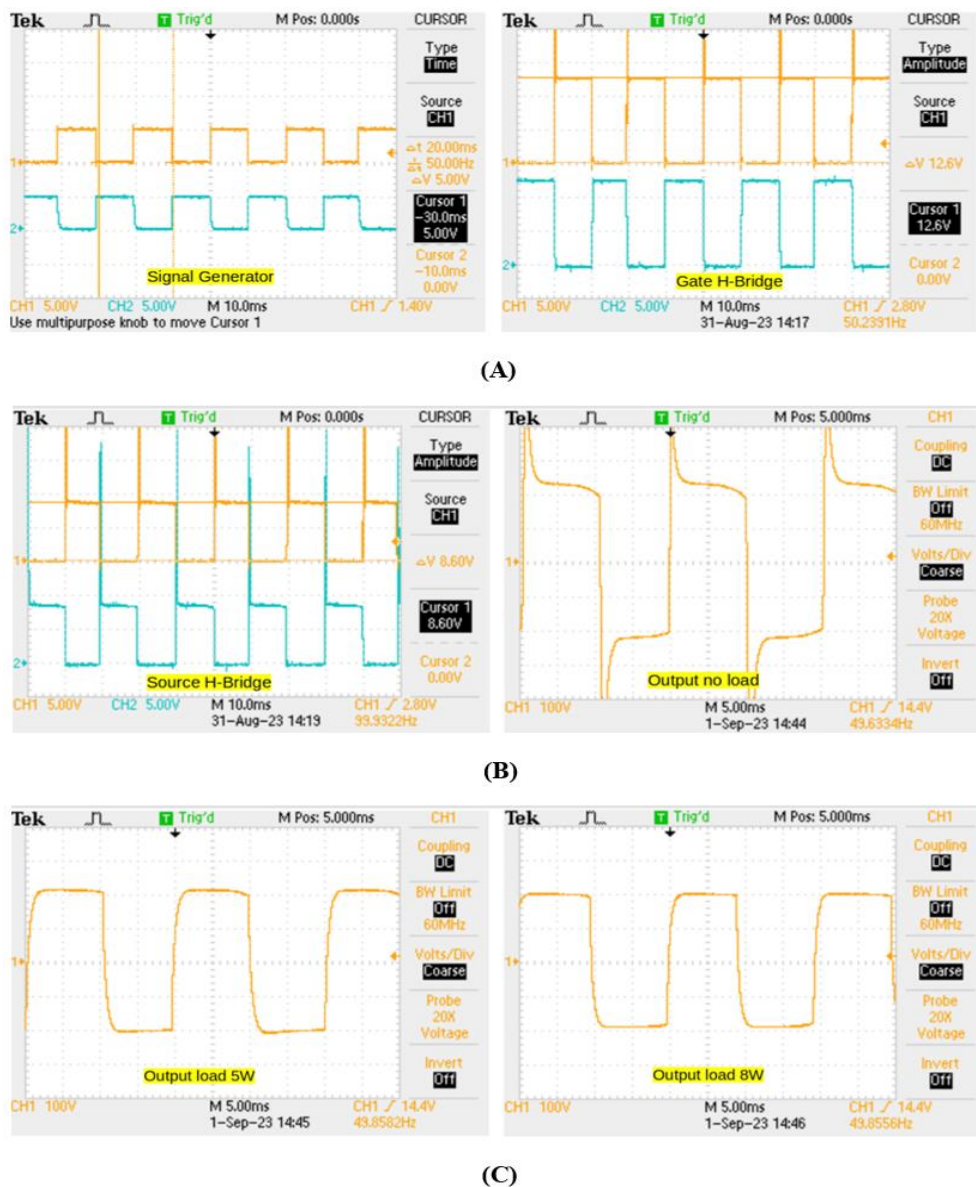 Tek Trig'd M Pos: 0.000s CURSOR
Type
Time
Source
CH1
△t 20.00ms
50.00Hz
△V 5.00V
Cursor 1
-30.0ms
5.00V
Cursor 2
-10.0ms
0.00V
1
2
Signal Generator
CH1 5.00V CH2 5.00V M 10.0ms CH1 1.40V
Use multipurpose knob to move Cursor 1
Tek T Trig'd M Pos: 0.000s CURSOR
Type
Amplitude
Source
CH1
△V 12.6V
Cursor 1
12.6V
Cursor 2
0.00V
1
2
Gate H-Bridge
CH1 5.00V CH2 5.00V M 10.0ms CH1 2.80V
31-Aug-23 14:17 50.2391Hz
(A)
Tek T Trig'd M Pos: 0.000s CURSOR
Type
Amplitude
Source
CH1
△V 8.60V
Cursor 1
8.60V
Cursor 2
0.00V
1
2
Source H-Bridge
CH1 5.00V CH2 5.00V M 10.0ms CH1 2.80V
31-Aug-23 14:19 99.9322Hz
Tek T Trig'd M Pos: 5.000ms CH1
Coupling
DC
BW Limit
Off
60MHz
Volts/Div
Coarse
Probe
20X
Voltage
Invert
Off
1
Output no load
CH1 100V M 5.00ms CH1 14.4V
1-Sep-23 14:44 49.6334Hz
(B)
Tek T Trig'd M Pos: 5.000ms CH1
Coupling
DC
BW Limit
Off
60MHz
Volts/Div
Coarse
Probe
20X
Voltage
Invert
Off
1
Output load 5W
CH1 100V M 5.00ms CH1 14.4V
1-Sep-23 14:45 49.8582Hz
Tek T Trig'd M Pos: 5.000ms CH1
Coupling
DC
BW Limit
Off
60MHz
Volts/Div
Coarse
Probe
20X
Voltage
Invert
Off
1
Output load 8W
CH1 100V M 5.00ms CH1 14.4V
1-Sep-23 14:46 49.8556Hz
(C)